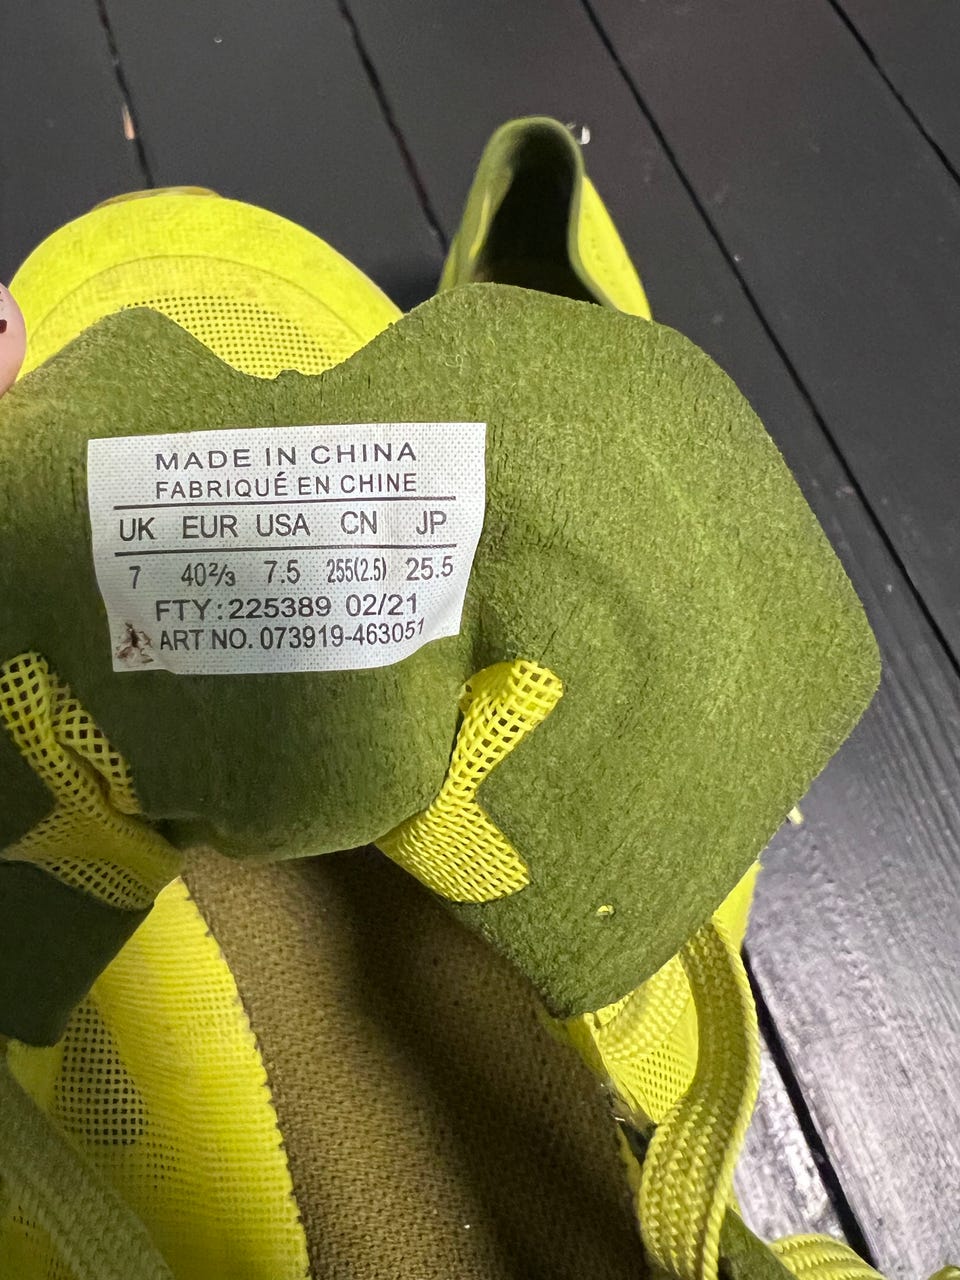 MADE IN CHINA
FABRIQUÉ EN CHINE
UK EUR USA CN JP
7 40⅔ 7.5 255(2.5) 25.5
FTY: 225389 02/21
ART NO. 073919-463051